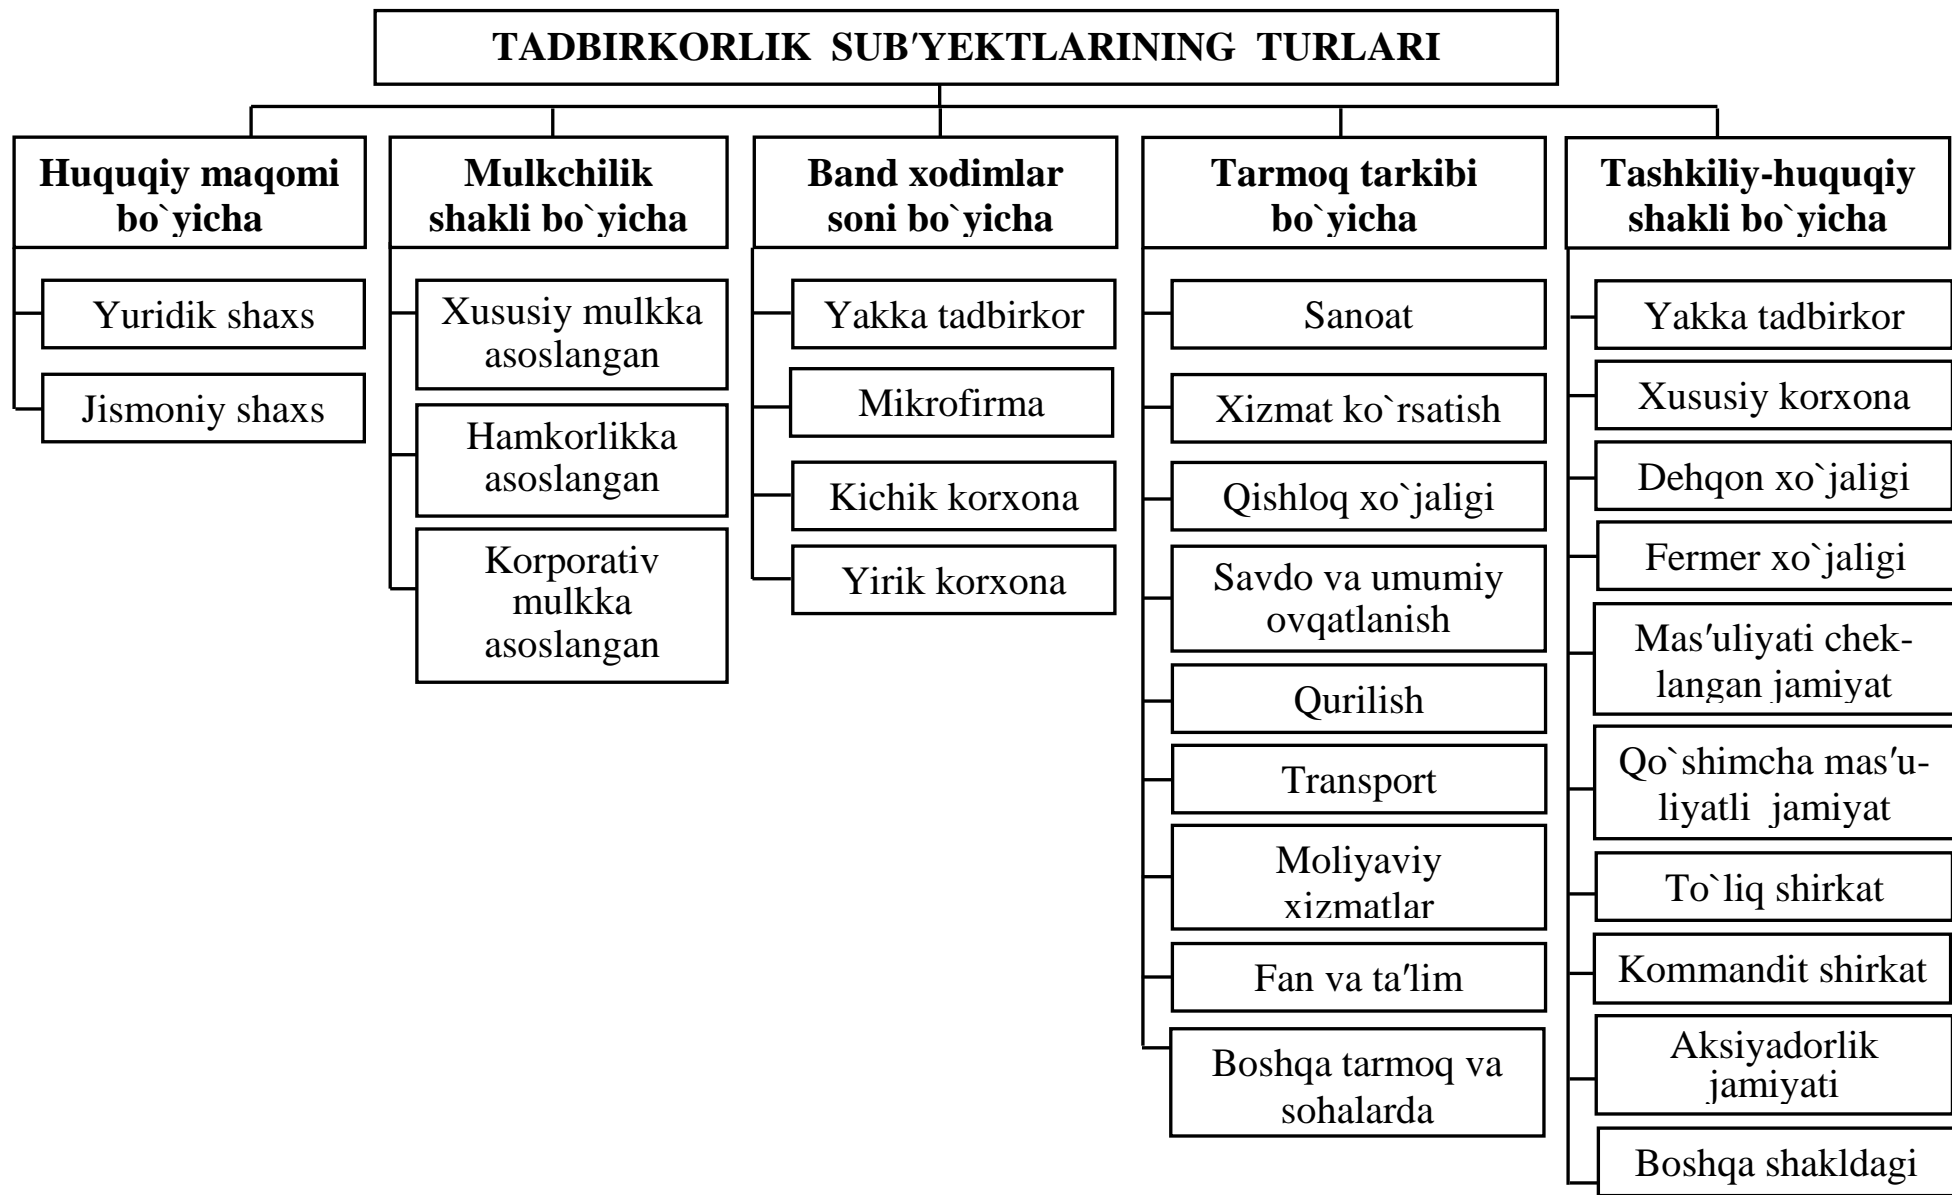 TADBIRKORLIK SUB'YEKTLARINING TURLARI
Huquqiy maqomi
bo`yicha
Yuridik shaxs
Jismoniy shaxs
Mulkchilik
shakli bo`yicha
Xususiy mulkka
asoslangan
Hamkorlikka
asoslangan
Korporativ
mulkka
asoslangan
Band xodimlar
soni bo`yicha
Yakka tadbirkor
Mikrofirma
Kichik korxona
Yirik korxona
Tarmoq tarkibi
bo`yicha
Sanoat
Xizmat ko`rsatish
Qishloq xo`jaligi
Savdo va umumiy
ovqatlanish
Qurilish
Transport
Moliyaviy
xizmatlar
Fan va ta'lim
Boshqa tarmoq va
sohalarda
Tashkiliy-huquqiy
shakli bo`yicha
Yakka tadbirkor
Xususiy korxona
Dehqon xo`jaligi
Fermer xo`jaligi
Mas'uliyati chek-
langan jamiyat
Qo`shimcha mas'u-
liyatli jamiyat
To`liq shirkat
Kommandit shirkat
Aksiyadorlik
jamiyati
Boshqa shakldagi